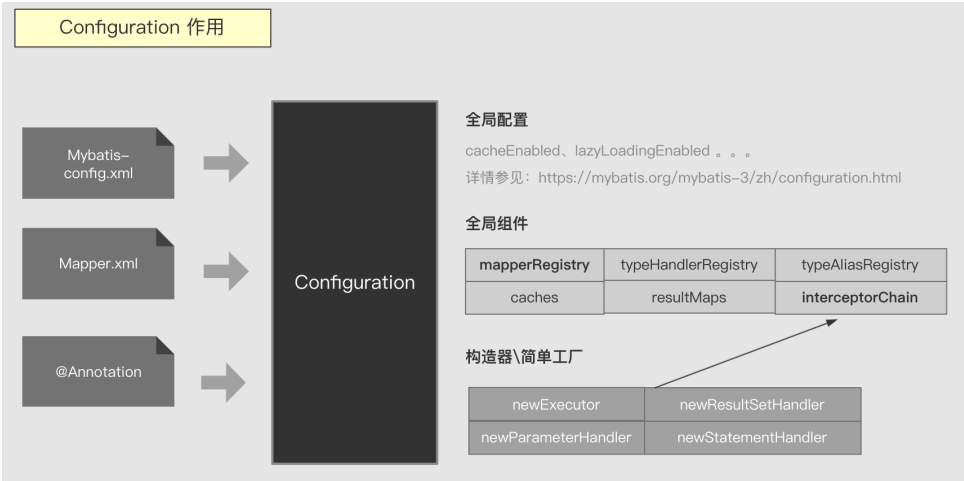 Configuration 作用
Mybatis-
config.xml
Mapper.xml
@Annotation
Configuration
全局配置
cacheEnabled、lazyLoadingEnabled 。。。
详情参见：https://mybatis.org/mybatis-3/zh/configuration.html
全局组件
mapperRegistry typeHandlerRegistry typeAliasRegistry
caches resultMaps interceptorChain
构造器\简单工厂
newExecutor newResultSetHandler
newParameterHandler newStatementHandler